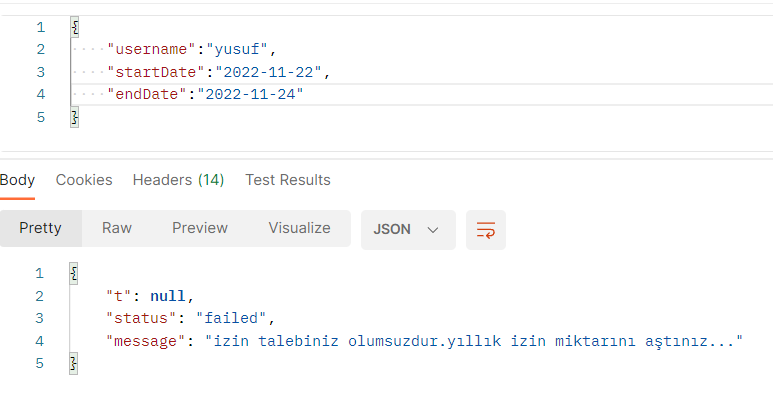 1 {
2 "username":"yusuf",
3 "startDate":"2022-11-22",
4 "endDate":"2022-11-24"
5 }
Body Cookies Headers (14) Test Results
Pretty Raw Preview Visualize JSON
1 {
2 "t": null,
3 "status": "failed",
4 "message": "izin talebiniz olumsuzdur.yıllık izin miktarını aştınız..."
5 }